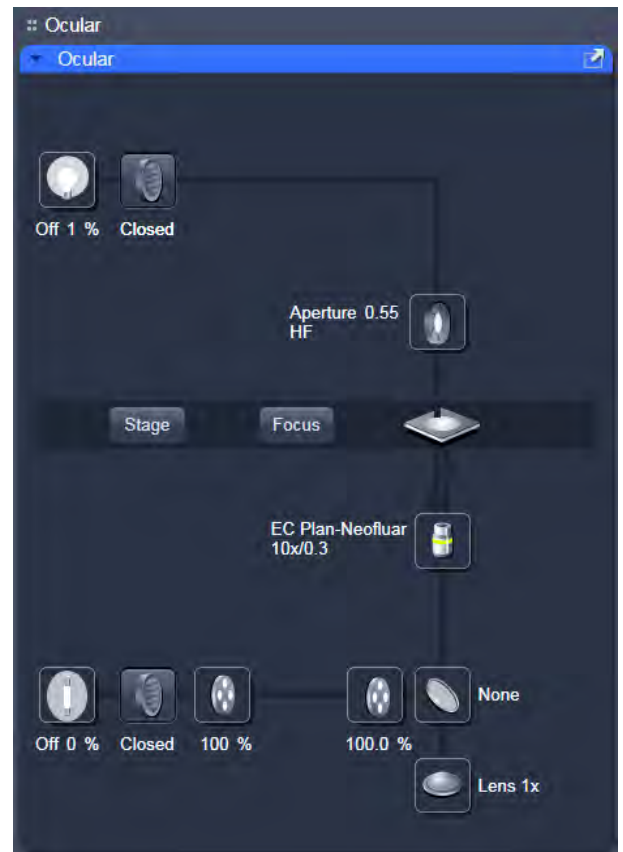 Ocular
Ocular
Off 1 %
Closed
Aperture 0.55
HF
Stage
Focus
EC Plan-Neofluar
10x/0.3
None
Off 0 %
Closed
100 %
100.0 %
Lens 1x